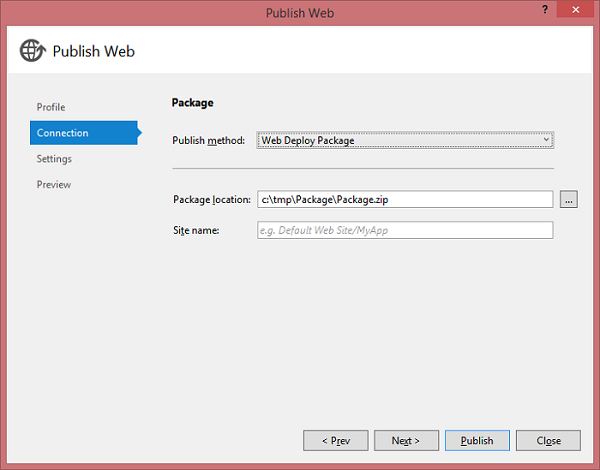 Publish Web
?
Publish Web
Profile
Connection
Settings
Preview
Package
Publish method: Web Deploy Package
Package location: c:\tmp\Package\Package.zip ...
Site name: e.g. Default Web Site/MyApp
< Prev Next > Publish Close